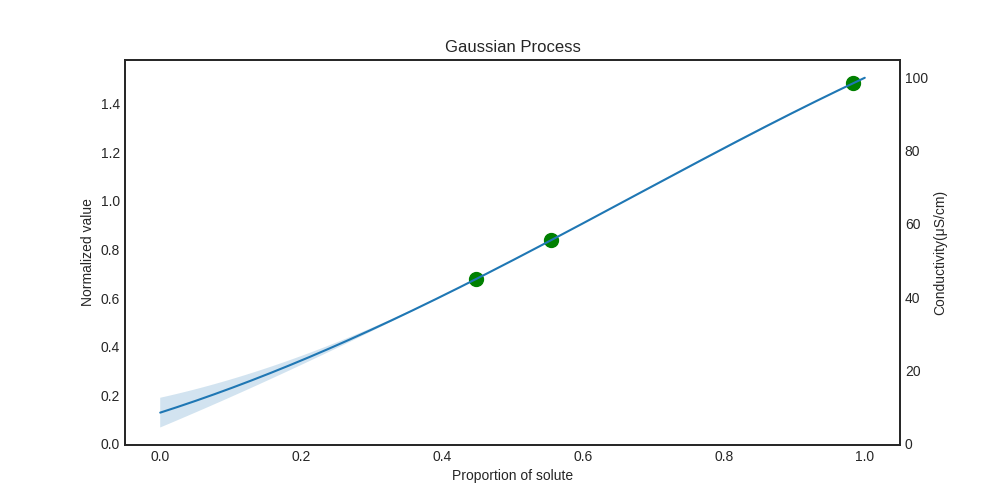 Gaussian Process
Normalized value
1.4
1.2
1.0
0.8
0.6
0.4
0.2
0.0
100
80
60
40
20
0
Conductivity(μS/cm)
0.0 0.2 0.4 0.6 0.8 1.0
Proportion of solute